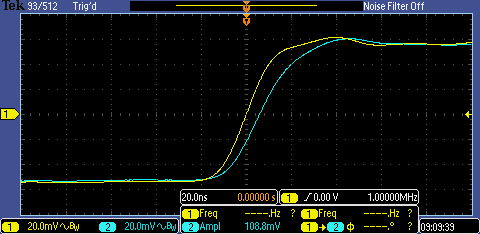 Tek 93/512 Trig'd Noise Filter Off
1
20.0ns 0.00000 s 1 0.00 V 1.00000MHz
1 Freq -----.Hz ? 1 Freq -----.Hz ?
1 20.0mV 2 20.0mV 2 Ampl 108.8mV 1 2 -----.° ? 09:09:39